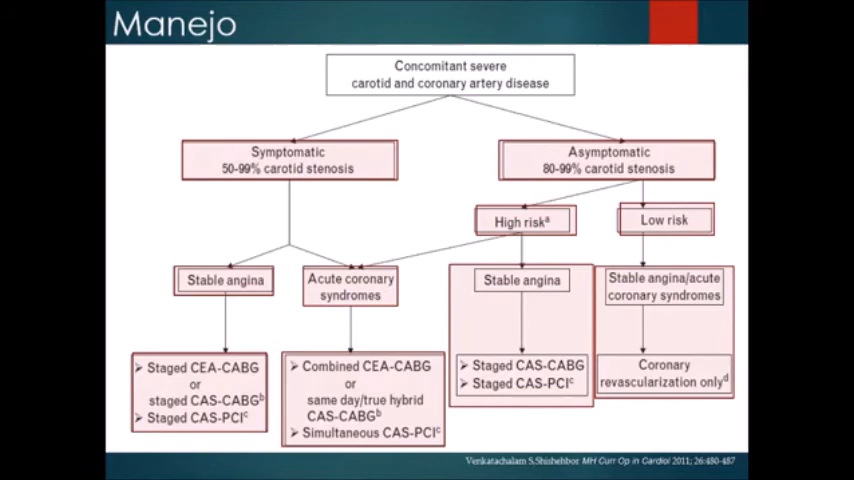 Manejo
Concomitant severe
carotid and coronary artery disease
Symptomatic
50-99% carotid stenosis
Asymptomatic
80-99% carotid stenosis
High riskᵃ
Low risk
Stable angina
Acute coronary
syndromes
Stable angina
Stable angina/acute
coronary syndromes
➢ Staged CEA-CABG
or
staged CAS-CABGᵇ
➢ Staged CAS-PCIᶜ
➢ Combined CEA-CABG
or
same day/true hybrid
CAS-CABGᵇ
➢ Simultaneous CAS-PCIᶜ
➢ Staged CAS-CABG
➢ Staged CAS-PCIᶜ
Coronary
revascularization onlyᵈ
Venkatachalam S,Shishehbor MH Curr Op in Cardiol 2011; 26:480-487